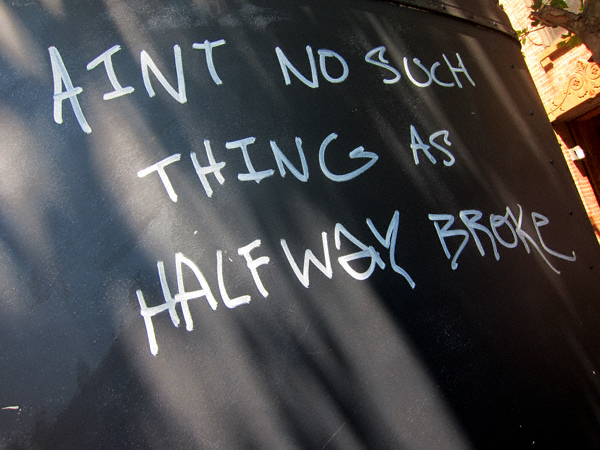 AINT NO SUCH
THING AS
HALFWAY BROKE